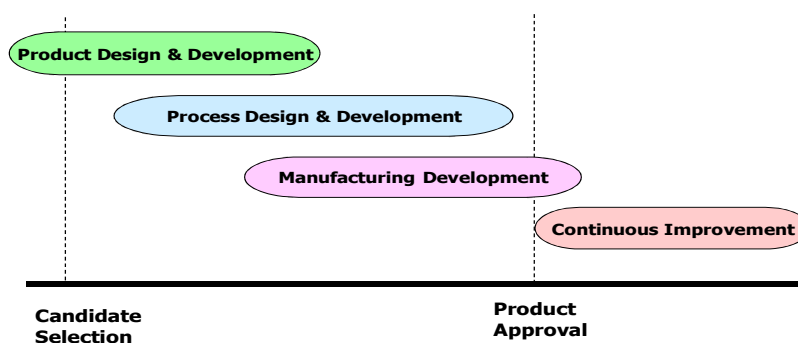 Product Design & Development
Process Design & Development
Manufacturing Development
Continuous Improvement
Candidate
Selection
Product
Approval